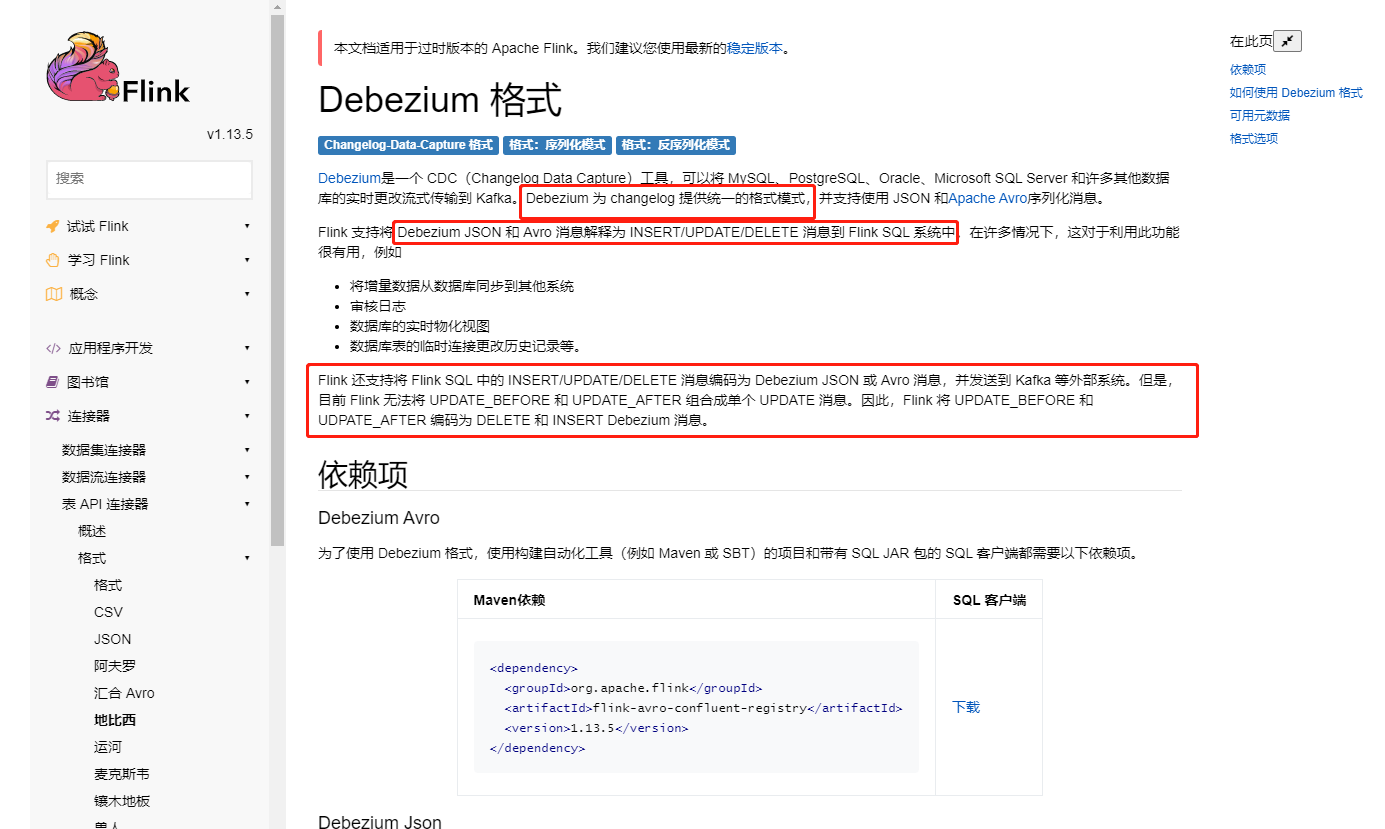 Flink
v1.13.5
搜索
试试 Flink
学习 Flink
概念
应用程序开发
图书馆
连接器
数据集连接器
数据流连接器
表 API 连接器
概述
格式
格式
CSV
JSON
阿夫罗
汇合 Avro
地比西
运河
麦克斯韦
镶木地板
兽人
本文档适用于过时版本的 Apache Flink。我们建议您使用最新的稳定版本。
Debezium 格式
Changelog-Data-Capture 格式 格式：序列化模式 格式：反序列化模式
Debezium是一个 CDC（Changelog Data Capture）工具，可以将 MySQL、PostgreSQL、Oracle、Microsoft SQL Server 和许多其他数据
库的实时更改流式传输到 Kafka。 Debezium 为 changelog 提供统一的格式模式，并支持使用 JSON 和Apache Avro序列化消息。
Flink 支持将 Debezium JSON 和 Avro 消息解释为 INSERT/UPDATE/DELETE 消息到 Flink SQL 系统中。在许多情况下，这对于利用此功能
很有用，例如
将增量数据从数据库同步到其他系统
审核日志
数据库的实时物化视图
数据库表的临时连接更改历史记录等。
Flink 还支持将 Flink SQL 中的 INSERT/UPDATE/DELETE 消息编码为 Debezium JSON 或 Avro 消息，并发送到 Kafka 等外部系统。但是，
目前 Flink 无法将 UPDATE_BEFORE 和 UPDATE_AFTER 组合成单个 UPDATE 消息。因此，Flink 将 UPDATE_BEFORE 和
UDPATE_AFTER 编码为 DELETE 和 INSERT Debezium 消息。
依赖项
Debezium Avro
为了使用 Debezium 格式，使用构建自动化工具（例如 Maven 或 SBT）的项目和带有 SQL JAR 包的 SQL 客户端都需要以下依赖项。
Maven依赖 SQL 客户端
<dependency>
<groupId>org.apache.flink</groupId>
<artifactId>flink-avro-confluent-registry</artifactId>
<version>1.13.5</version>
</dependency>
下载
Debezium Json
在此页
依赖项
如何使用 Debezium 格式
可用元数据
格式选项